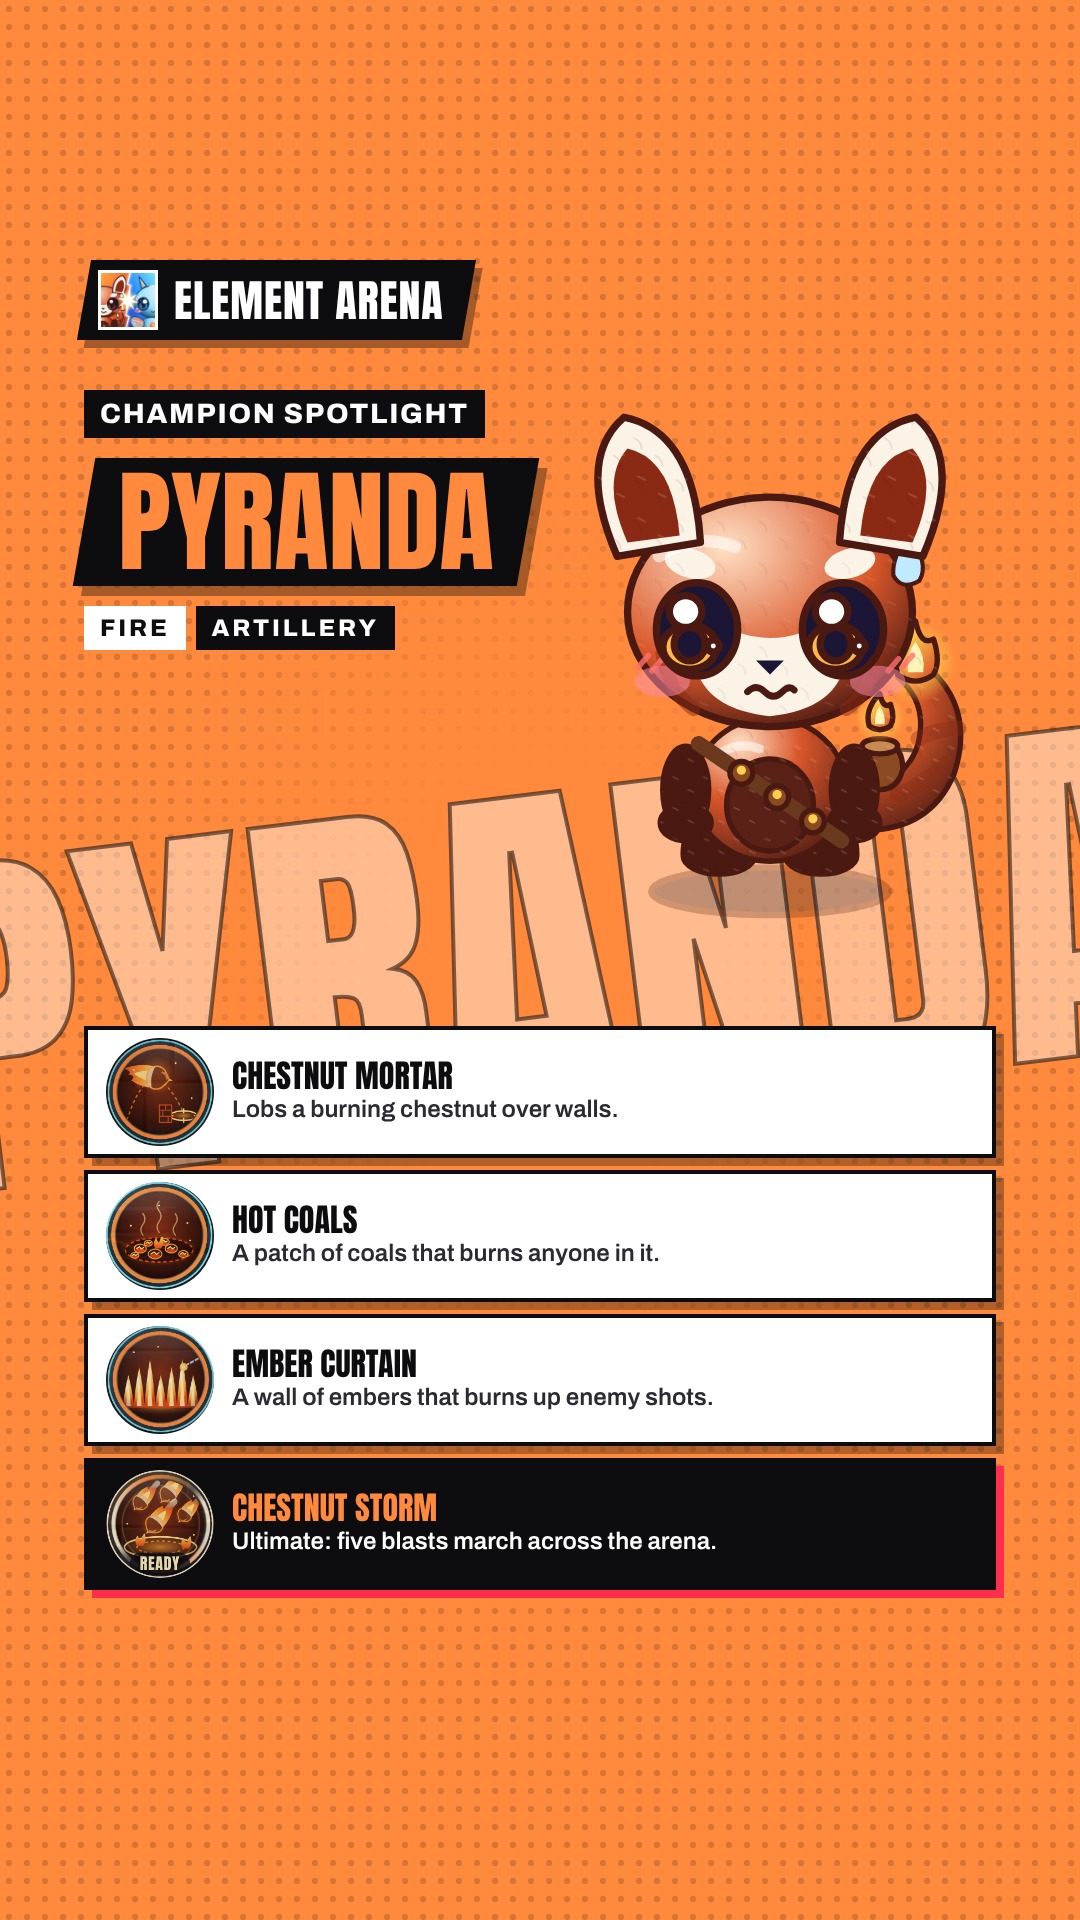 ELEMENT ARENA
CHAMPION SPOTLIGHT
PYRANDA
FIRE
ARTILLERY
PYRANDA
CHESTNUT MORTAR
Lobs a burning chestnut over walls.
HOT COALS
A patch of coals that burns anyone in it.
EMBER CURTAIN
A wall of embers that burns up enemy shots.
READY
CHESTNUT STORM
Ultimate: five blasts march across the arena.